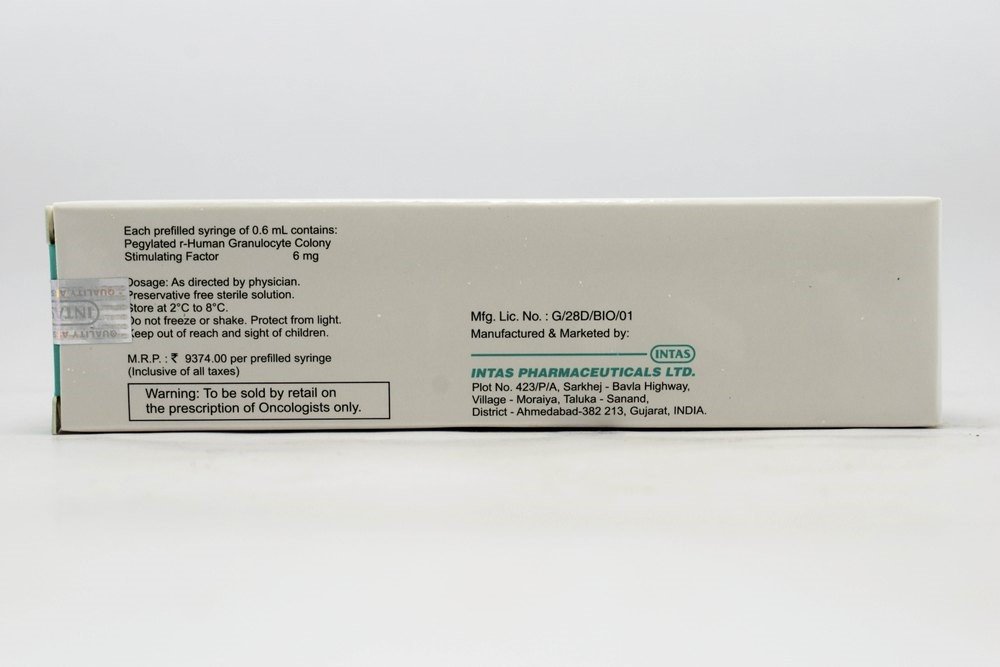 Each prefilled syringe of 0.6 mL contains:
Pegylated r-Human Granulocyte Colony
Stimulating Factor 6 mg
Dosage: As directed by physician.
Preservative free sterile solution.
Store at 2°C to 8°C.
Do not freeze or shake. Protect from light.
Keep out of reach and sight of children.
M.R.P. : ₹ 9374.00 per prefilled syringe
(Inclusive of all taxes)
Warning: To be sold by retail on
the prescription of Oncologists only.
QUALITY A
INTAS
QUALITY A
Mfg. Lic. No. : G/28D/BIO/01
Manufactured & Marketed by:
INTAS
INTAS PHARMACEUTICALS LTD.
Plot No. 423/P/A, Sarkhej - Bavla Highway,
Village - Moraiya, Taluka - Sanand,
District - Ahmedabad-382 213, Gujarat, INDIA.